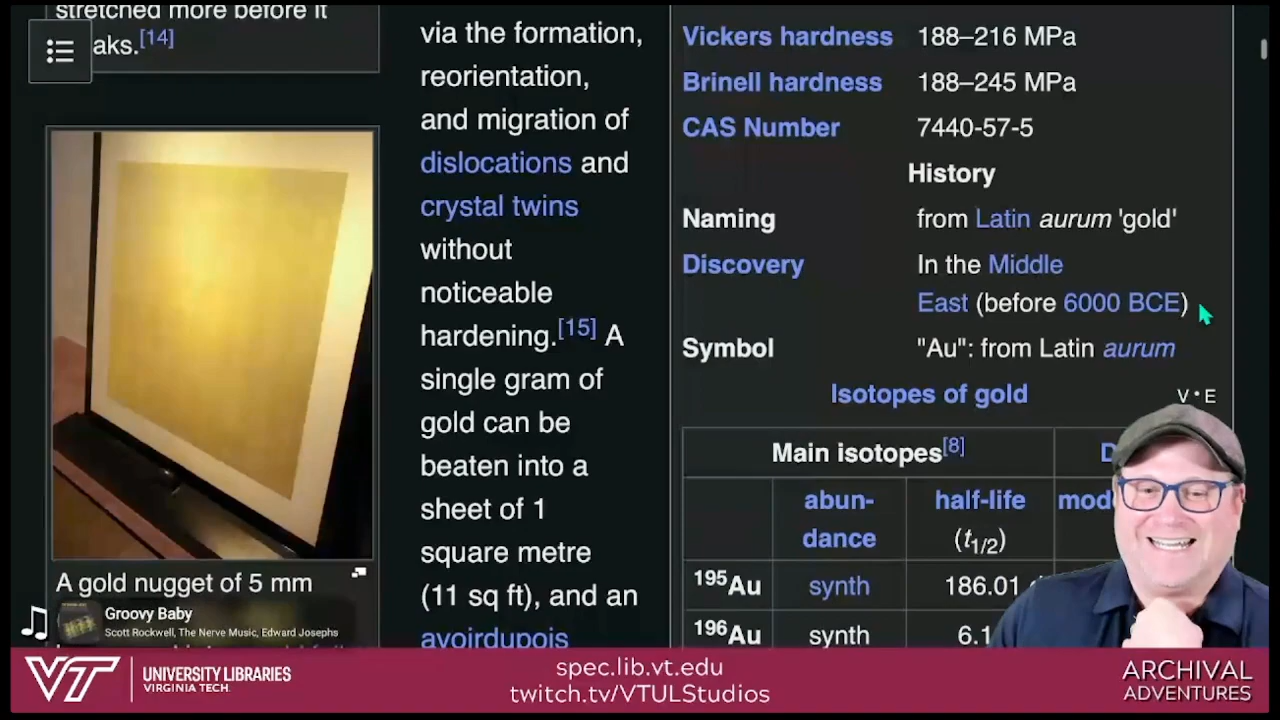 stretched more before it
aks.[14]
A gold nugget of 5 mm
Groovy Baby
Scott Rockwell, The Nerve Music, Edward Josephs
via the formation,
reorientation,
and migration of
dislocations and
crystal twins
without
noticeable
hardening.[15] A
single gram of
gold can be
beaten into a
sheet of 1
square metre
(11 sq ft), and an
avoirdupois
Vickers hardness 188–216 MPa
Brinell hardness 188–245 MPa
CAS Number 7440-57-5
History
Naming from Latin aurum 'gold'
Discovery In the Middle
East (before 6000 BCE)
Symbol "Au": from Latin aurum
Isotopes of gold V • E
Main isotopes[8] D
abun- half-life mod
dance (t1/2)
195Au synth 186.01
196Au synth 6.1
VT UNIVERSITY LIBRARIES
VIRGINIA TECH.
spec.lib.vt.edu
twitch.tv/VTULStudios
ARCHIVAL
ADVENTURES